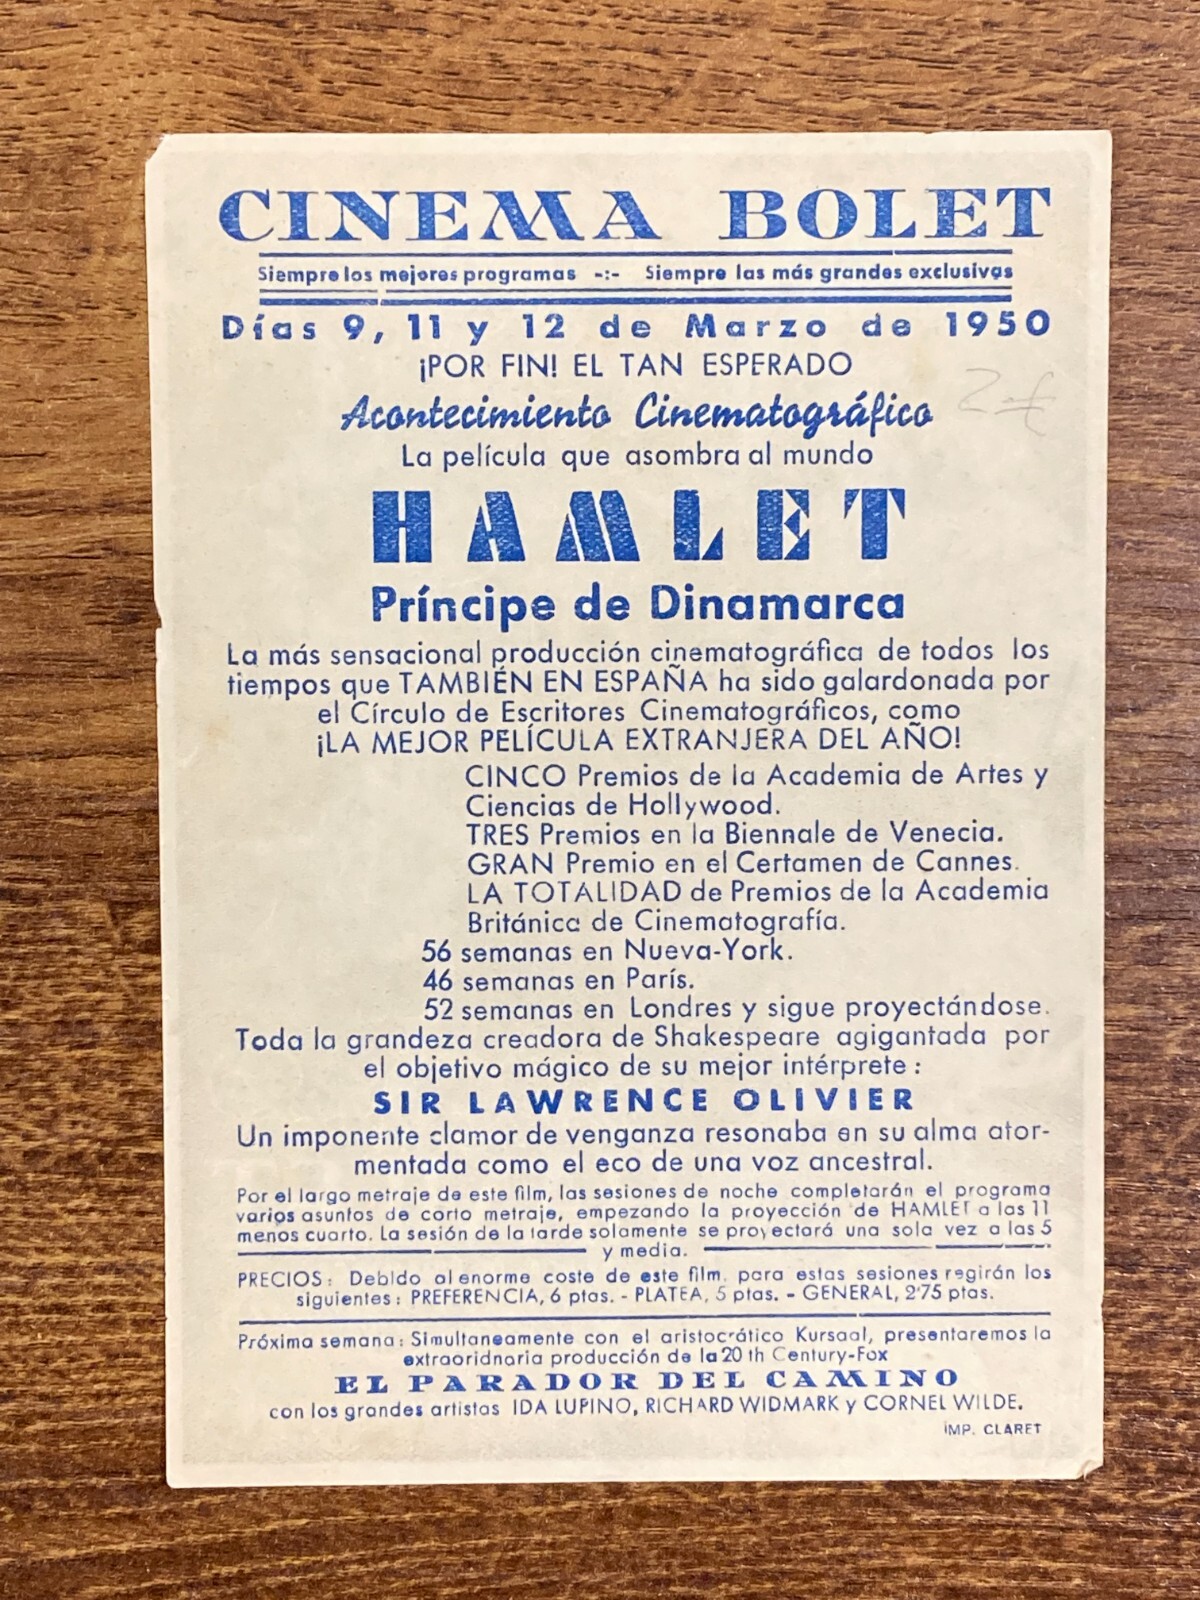 CINEMA BOLET
Siempre los mejores programas -:- Siempre las más grandes exclusivas
Días 9, 11 y 12 de Marzo de 1950
¡POR FIN! EL TAN ESPERADO
Acontecimiento Cinematográfico
La película que asombra al mundo
HAMLET
Príncipe de Dinamarca
La más sensacional producción cinematográfica de todos los
tiempos que TAMBIÉN EN ESPAÑA ha sido galardonada por
el Círculo de Escritores Cinematográficos, como
¡LA MEJOR PELÍCULA EXTRANJERA DEL AÑO!
CINCO Premios de la Academia de Artes y
Ciencias de Hollywood.
TRES Premios en la Biennale de Venecia.
GRAN Premio en el Certamen de Cannes.
LA TOTALIDAD de Premios de la Academia
Británica de Cinematografía.
56 semanas en Nueva-York.
46 semanas en París.
52 semanas en Londres y sigue proyectándose.
Toda la grandeza creadora de Shakespeare agigantada por
el objetivo mágico de su mejor intérprete:
SIR LAWRENCE OLIVIER
Un imponente clamor de venganza resonaba en su alma ator-
mentada como el eco de una voz ancestral.
Por el largo metraje de este film, las sesiones de noche completarán el programa
varios asuntos de corto metraje, empezando la proyección de HAMLET a las 11
menos cuarto. La sesión de la tarde solamente se proyectará una sola vez a las 5
y media.
PRECIOS: Debido al enorme coste de este film, para estas sesiones regirán los
siguientes: PREFERENCIA, 6 ptas. - PLATEA, 5 ptas. - GENERAL, 2'75 ptas.
Próxima semana: Simultaneamente con el aristocrático Kursaal, presentaremos la
extraoridnaria producción de la 20 th Century-Fox
EL PARADOR DEL CAMINO
con los grandes artistas IDA LUPINO, RICHARD WIDMARK y CORNEL WILDE.
IMP. CLARET